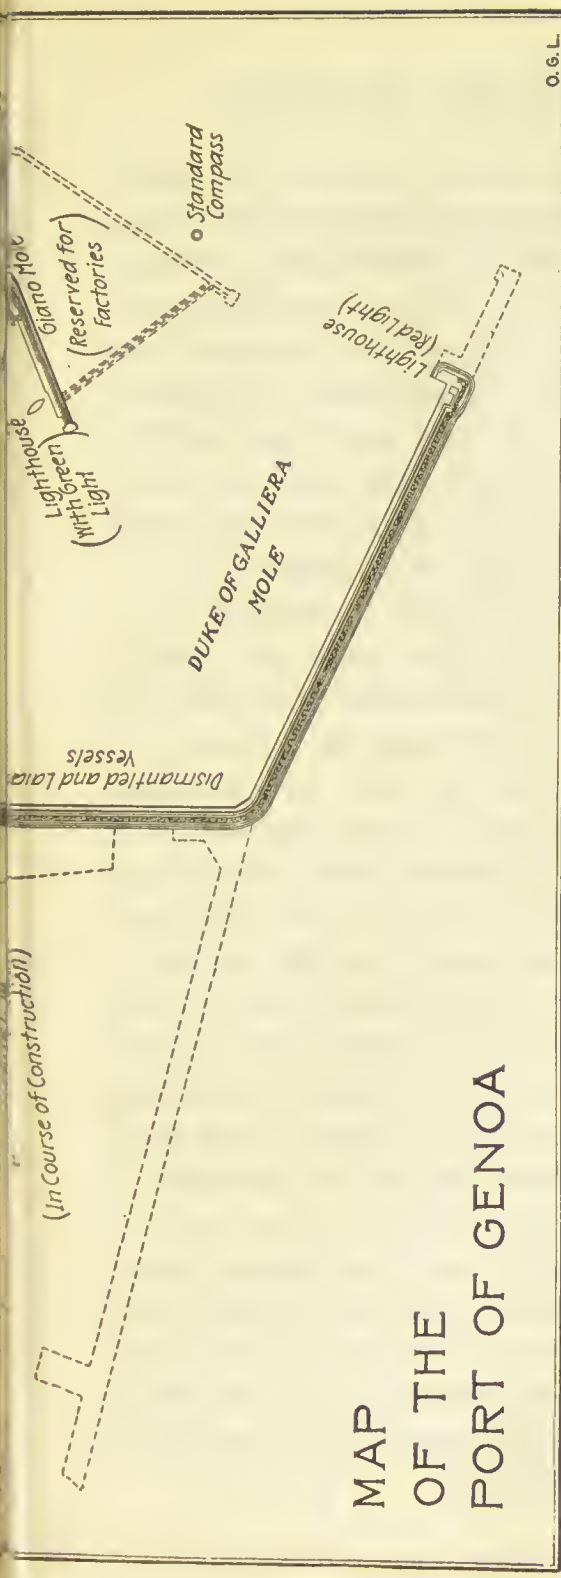 Giano Mole
(Reserved for
Factories)
Standard
Compass
Lighthouse
(With Green
Light)
Lighthouse
(Red Light)
DUKE OF GALLIERA
MOLE
Dismantled and Laid
Vessels
(In Course of Construction)
MAP
OF THE
PORT OF GENOA
O.G.L.